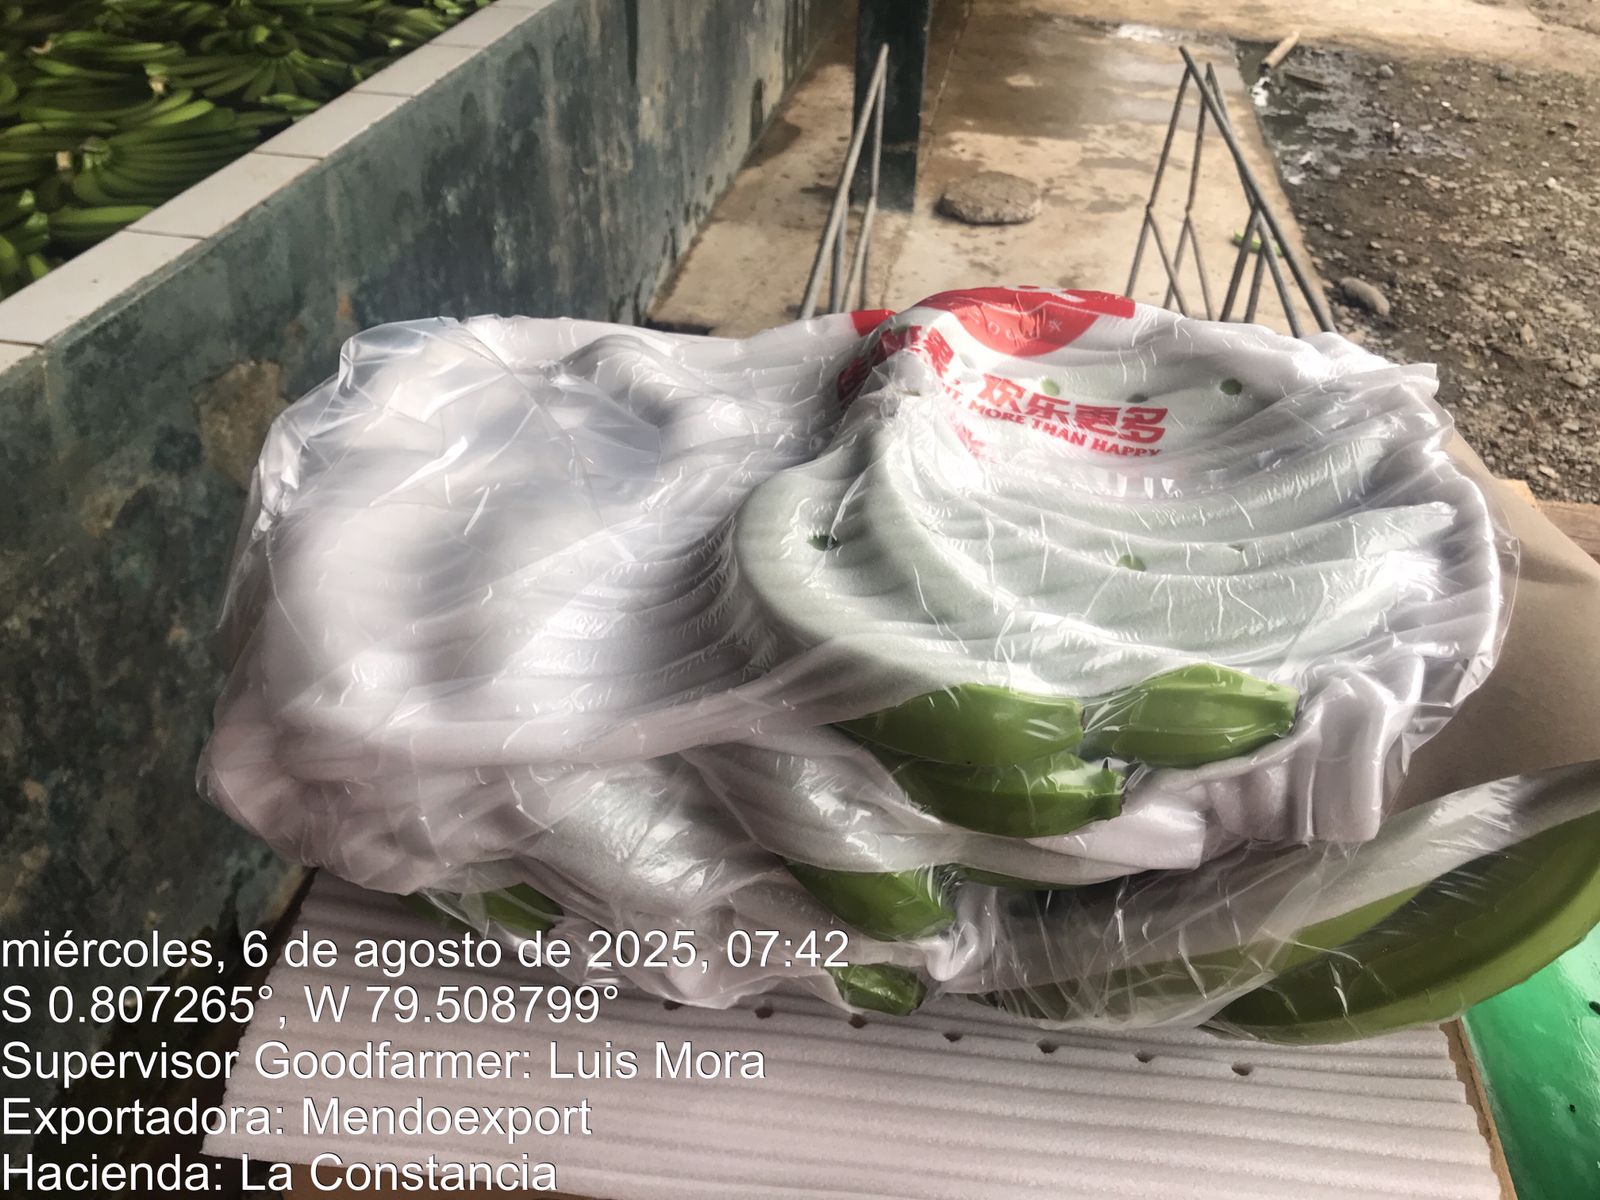 欢乐更多
MORE THAN HAPPY
miércoles, 6 de agosto de 2025, 07:42
S 0.807265°, W 79.508799°
Supervisor Goodfarmer: Luis Mora
Exportadora: Mendoexport
Hacienda: La Constancia